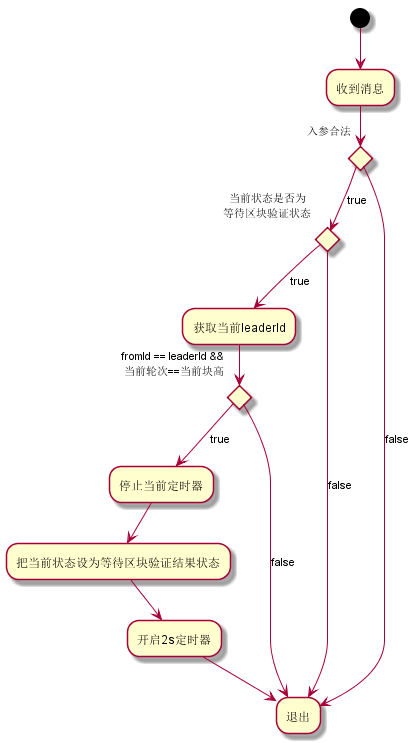 收到消息
入参合法
true
当前状态是否为
等待区块验证状态
true
获取当前leaderId
fromId == leaderId &&
当前轮次==当前块高
true
false
停止当前定时器
false
false
把当前状态设为等待区块验证结果状态
开启2s定时器
退出